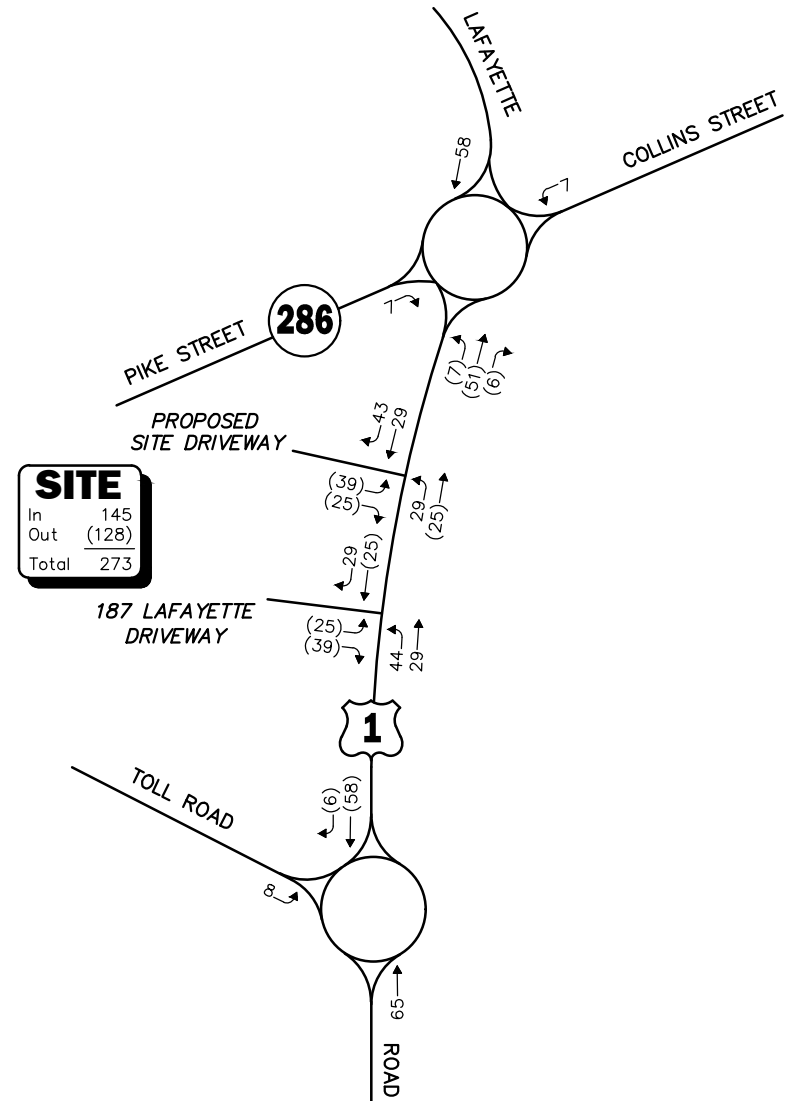 LAFAYETTE
COLLINS STREET
58
7
286
PIKE STREET
7
(7)
(51)
(6)
PROPOSED
SITE DRIVEWAY
43
29
(39)
(25)
29
(25)
SITE
In 145
Out (128)
Total 273
29
(25)
187 LAFAYETTE
DRIVEWAY
(25)
(39)
44
29
1
TOLL ROAD
(6)
(58)
8
65
ROAD